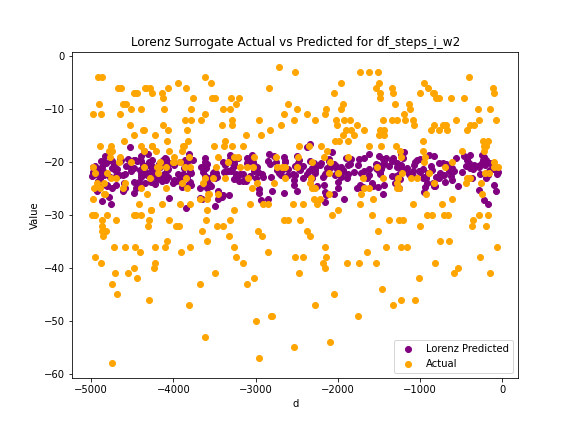 Lorenz Surrogate Actual vs Predicted for df_steps_i_w2
0
−10
−20
−30
−40
−50
−60
Value
−5000 −4000 −3000 −2000 −1000 0
d
Lorenz Predicted
Actual